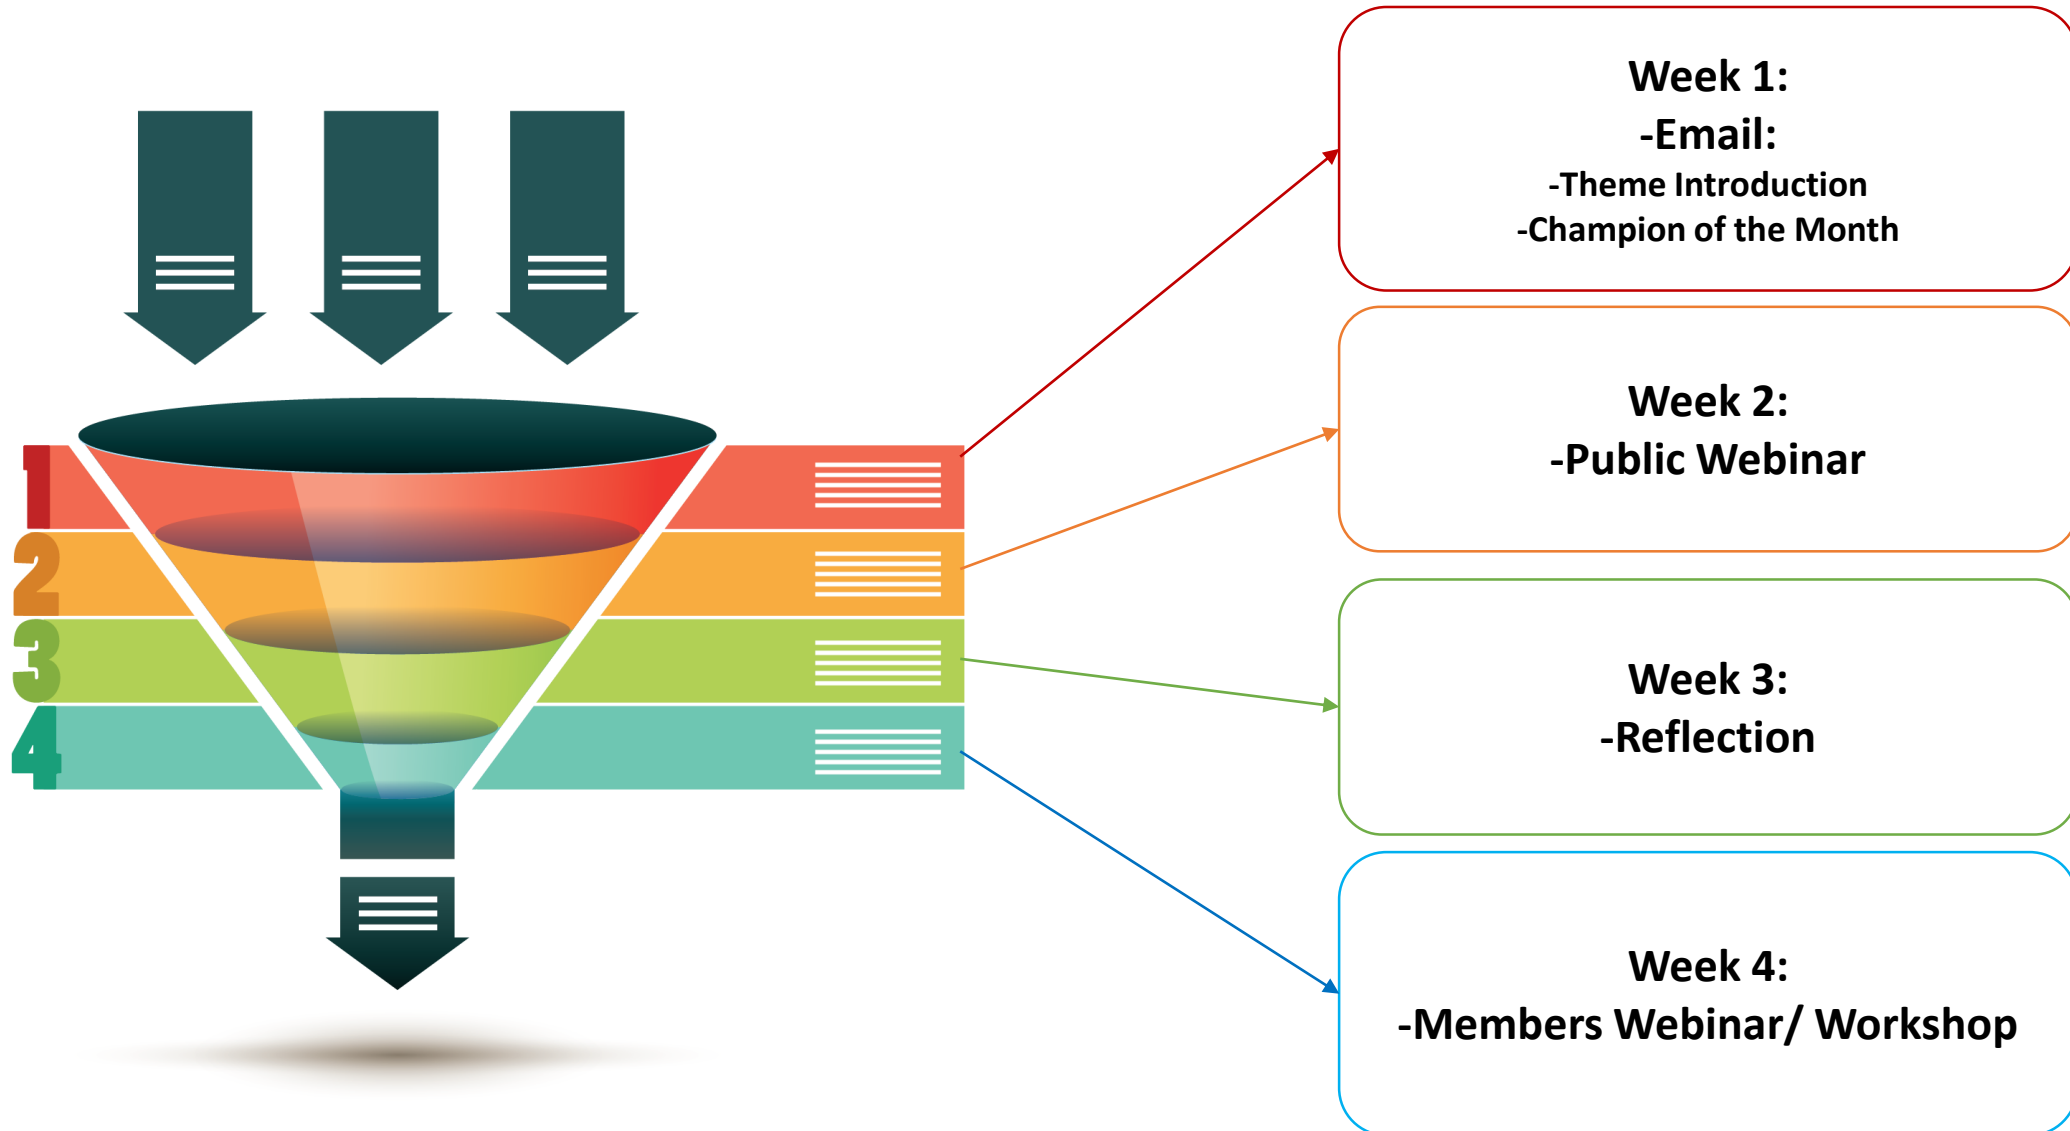 1
2
3
4
Week 1:
-Email:
-Theme Introduction
-Champion of the Month
Week 2:
-Public Webinar
Week 3:
-Reflection
Week 4:
-Members Webinar/ Workshop